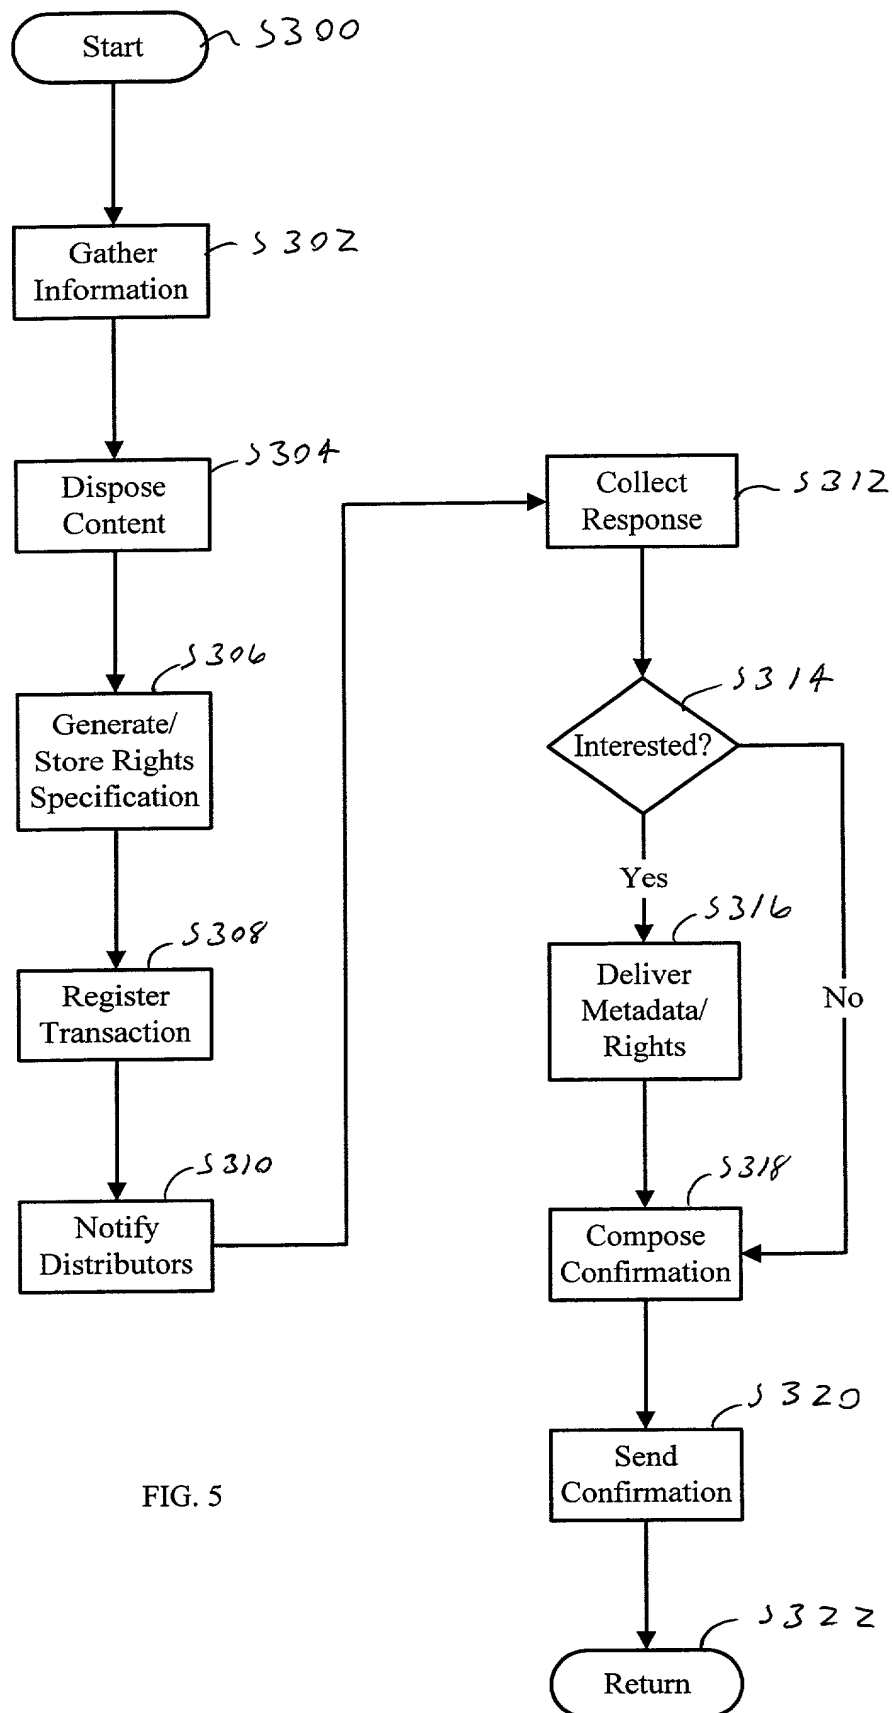 Start
S300
Gather
Information
S302
Dispose
Content
S304
Generate/
Store Rights
Specification
S306
Register
Transaction
S308
Notify
Distributors
S310
Collect
Response
S312
Interested?
S314
Yes
No
Deliver
Metadada/
Rights
S316
Compose
Confirmation
S318
Send
Confirmation
S320
Return
S322
FIG. 5